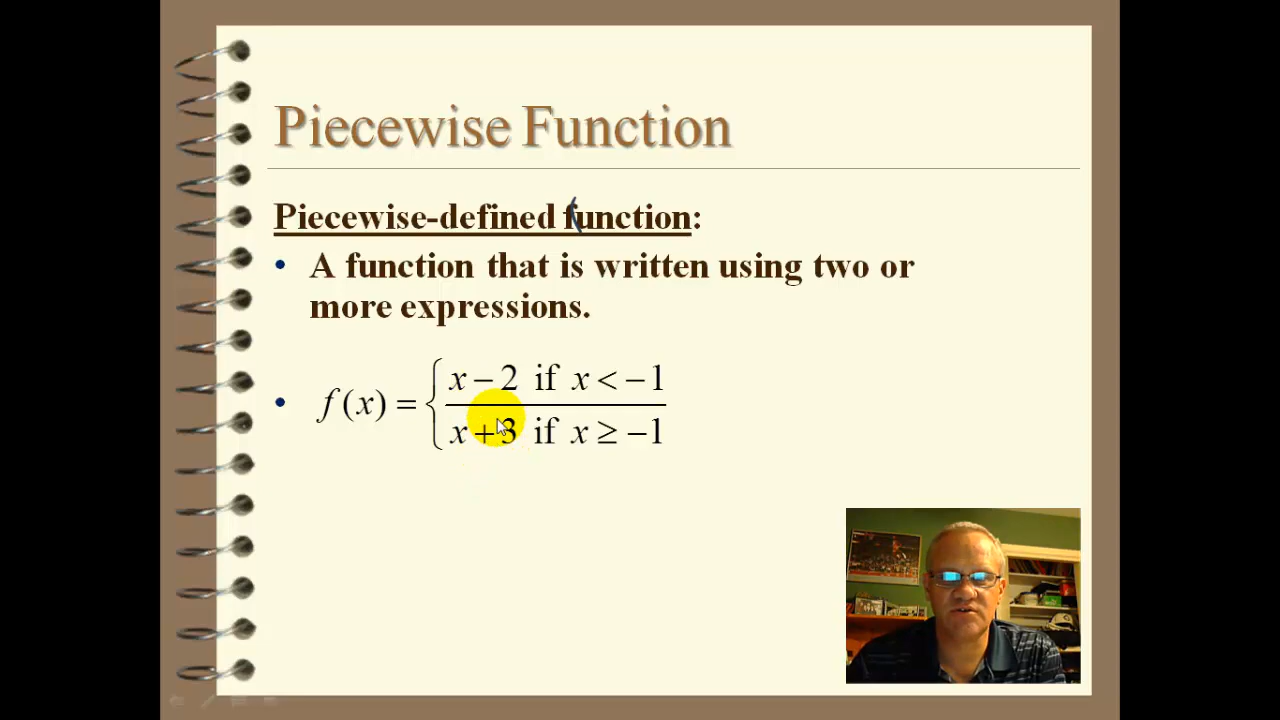 Piecewise Function
Piecewise-defined function:
• A function that is written using two or
more expressions.
• f(x) = { x − 2 if x < −1
x + 3 if x ≥ −1